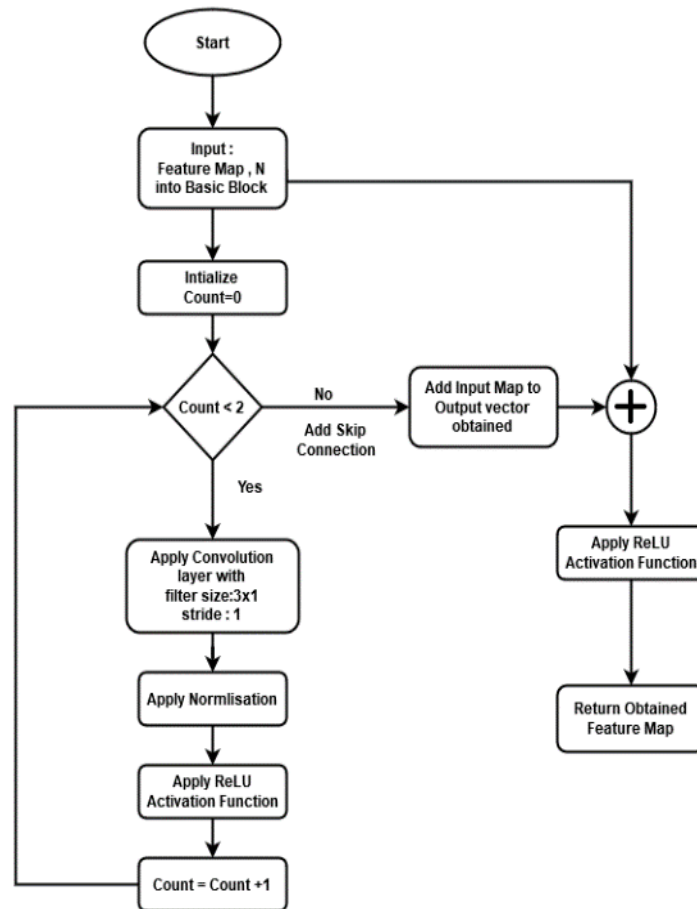 Start
Input :
Feature Map , N
into Basic Block
Intialize
Count=0
Count < 2
No
Add Skip
Connection
Add Input Map to
Output vector
obtained
Yes
Apply Convolution
layer with
filter size:3x1
stride : 1
Apply Normlisation
Apply ReLU
Activation Function
Count = Count +1
Apply ReLU
Activation Function
Return Obtained
Feature Map